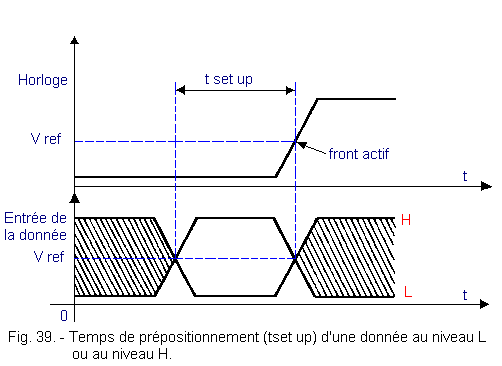 t set up
Horloge
V ref
front actif
t
Entrée de
la donnée
H
V ref
L
t
0
Fig. 39. - Temps de prépositionnement (tset up) d'une donnée au niveau L
ou au niveau H.